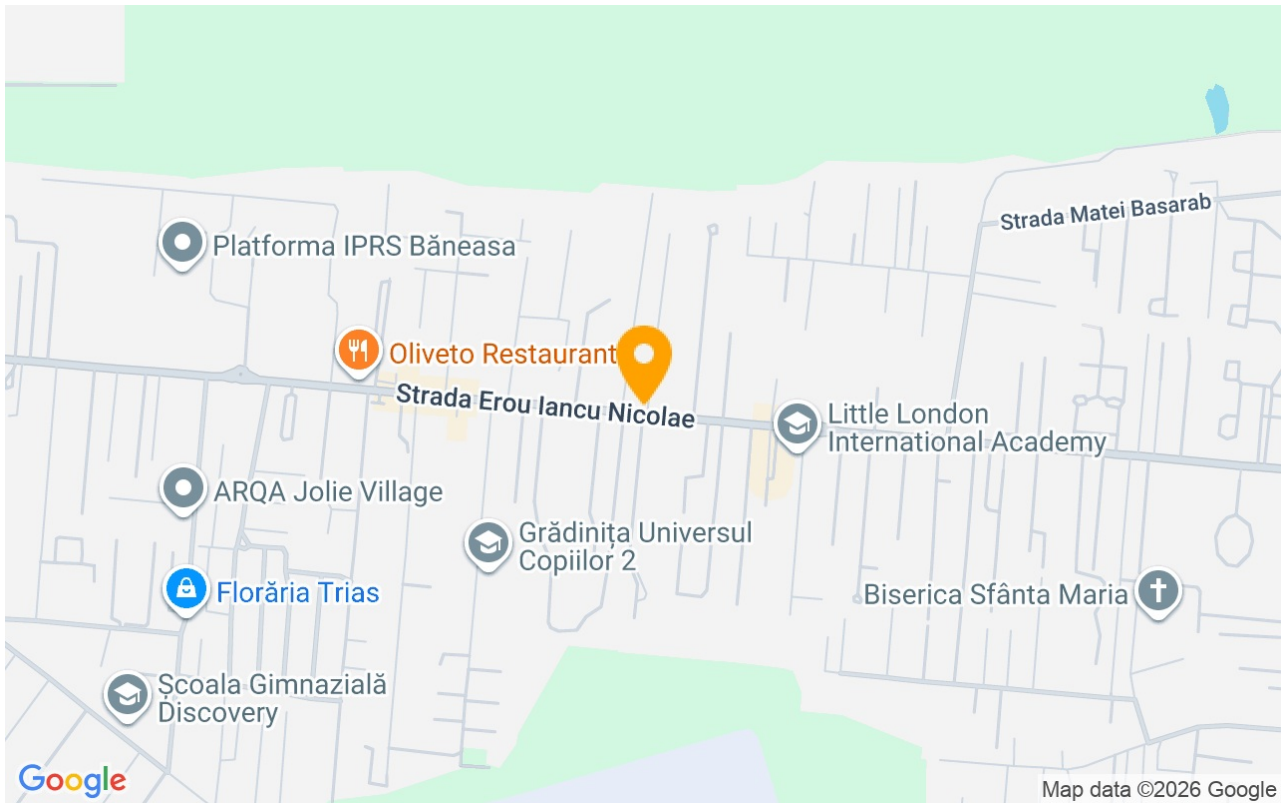 Strada Matei Basarab
Platforma IPRS Băneasa
Oliveto Restaurant
Strada Erou Iancu Nicolae
Little London
International Academy
ARQA Jolie Village
Grădinița Universul
Copiilor 2
Florăria Trias
Biserica Sfânta Maria
Școala Gimnazială
Discovery
Google
Map data ©2026 Google